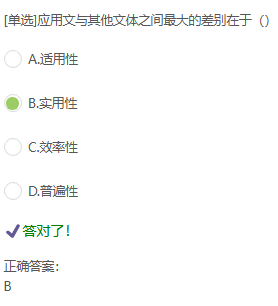 [单选]应用文与其他文体之间最大的差别在于（）
A.适用性
B.实用性
C.效率性
D.普遍性
答对了！
正确答案：
B